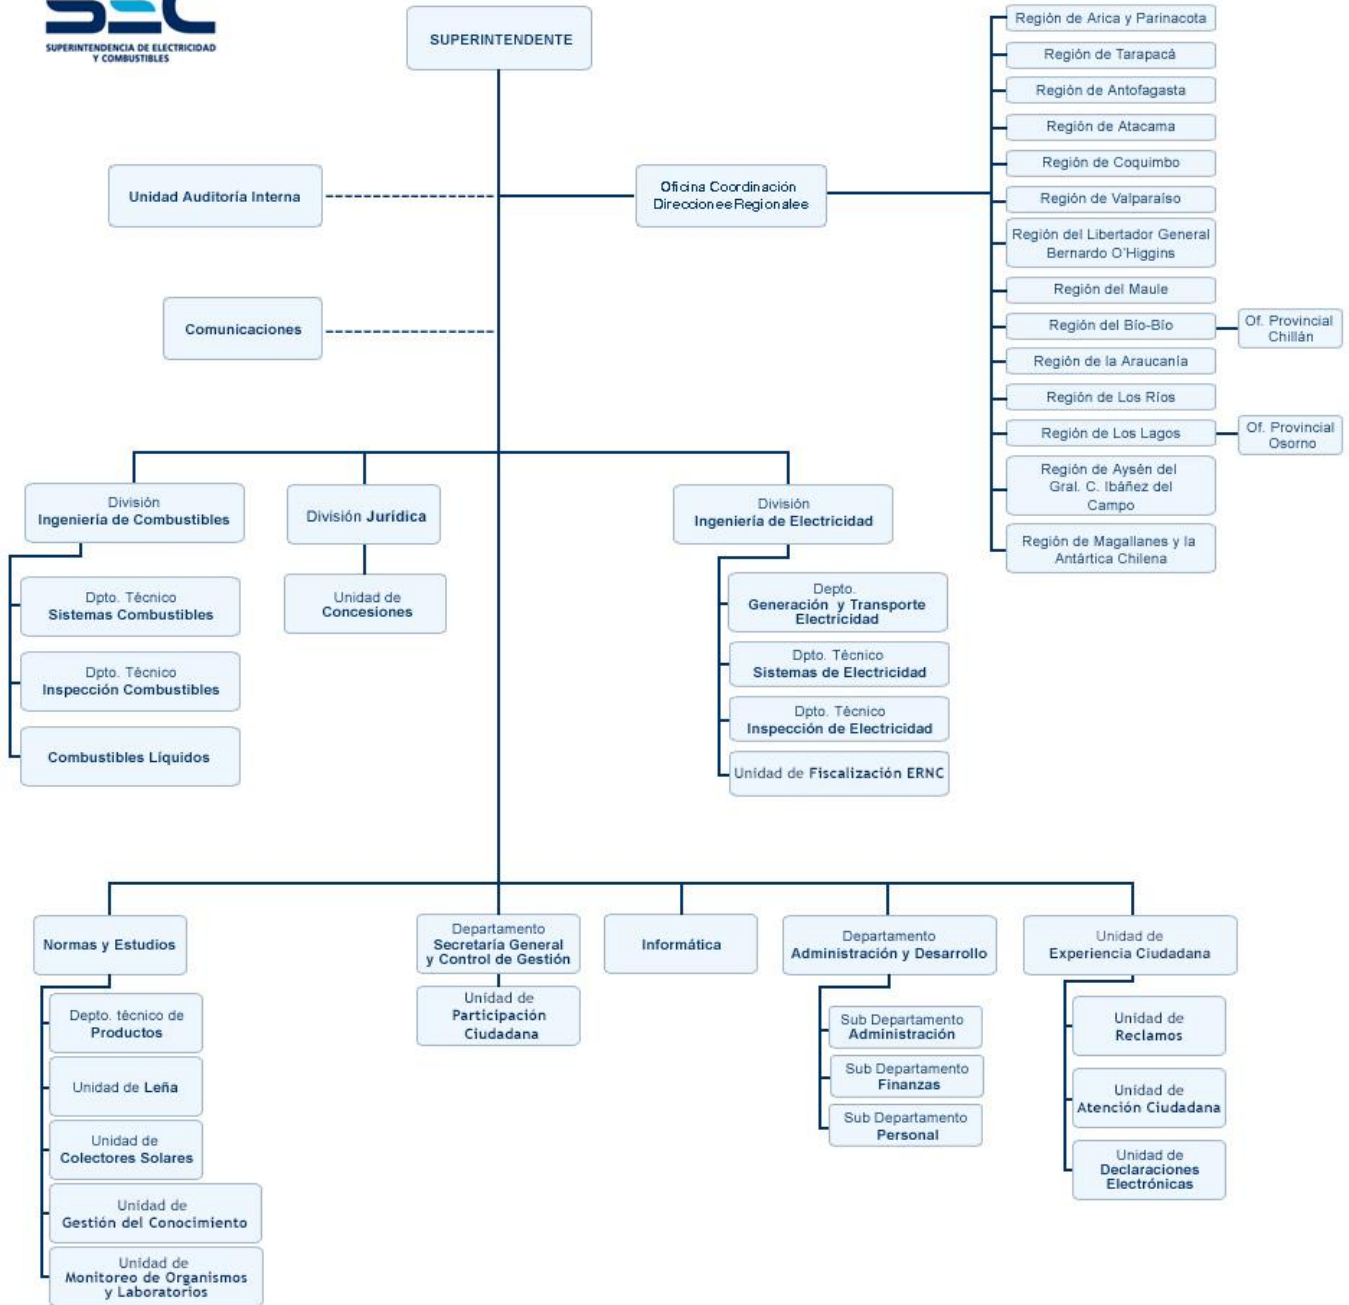 SEC
SUPERINTENDENCIA DE ELECTRICIDAD
Y COMBUSTIBLES
SUPERINTENDENTE
Unidad Auditoría Interna
Comunicaciones
Oficina Coordinación
DireccioneeRegionalee
Región de Arica y Parinacota
Región de Tarapacá
Región de Antofagasta
Región de Atacama
Región de Coquimbo
Región de Valparaíso
Región del Libertador General
Bernardo O'Higgins
Región del Maule
Región del Bío-Bío
Of. Provincial
Chillán
Región de la Araucanía
Región de Los Ríos
Región de Los Lagos
Of. Provincial
Osorno
Región de Aysén del
Gral. C. Ibáñez del
Campo
Región de Magallanes y la
Antártica Chilena
División
Ingeniería de Combustibles
Dpto. Técnico
Sistemas Combustibles
Dpto. Técnico
Inspección Combustibles
Combustibles Líquidos
División Jurídica
Unidad de
Concesiones
División
Ingeniería de Electricidad
Depto.
Generación y Transporte
Electricidad
Dpto. Técnico
Sistemas de Electricidad
Dpto. Técnico
Inspección de Electricidad
Unidad de Fiscalización ERNC
Normas y Estudios
Depto. técnico de
Productos
Unidad de Leña
Unidad de
Colectores Solares
Unidad de
Gestión del Conocimiento
Unidad de
Monitoreo de Organismos
y Laboratorios
Departamento
Secretaría General
y Control de Gestión
Unidad de
Participación
Ciudadana
Informática
Departamento
Administración y Desarrollo
Sub Departamento
Administración
Sub Departamento
Finanzas
Sub Departamento
Personal
Unidad de
Experiencia Ciudadana
Unidad de
Reclamos
Unidad de
Atención Ciudadana
Unidad de
Declaraciones
Electrónicas